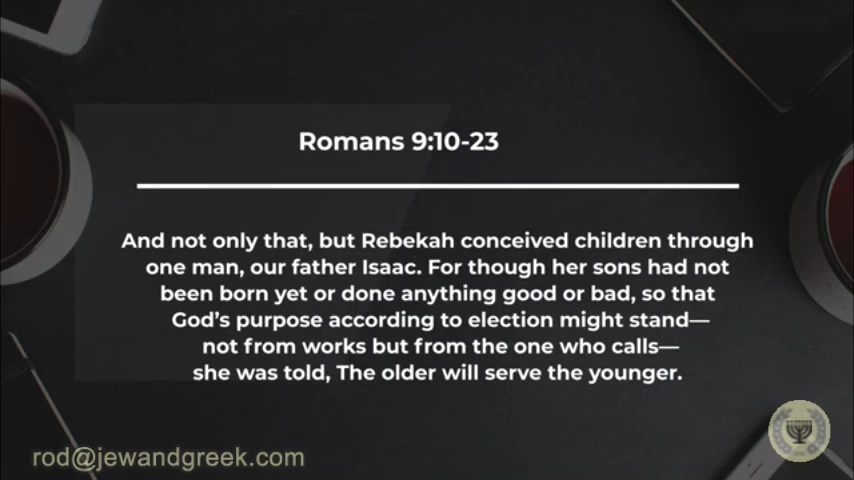 Romans 9:10-23
And not only that, but Rebekah conceived children through
one man, our father Isaac. For though her sons had not
been born yet or done anything good or bad, so that
God’s purpose according to election might stand—
not from works but from the one who calls—
she was told, The older will serve the younger.
rod@jewandgreek.com